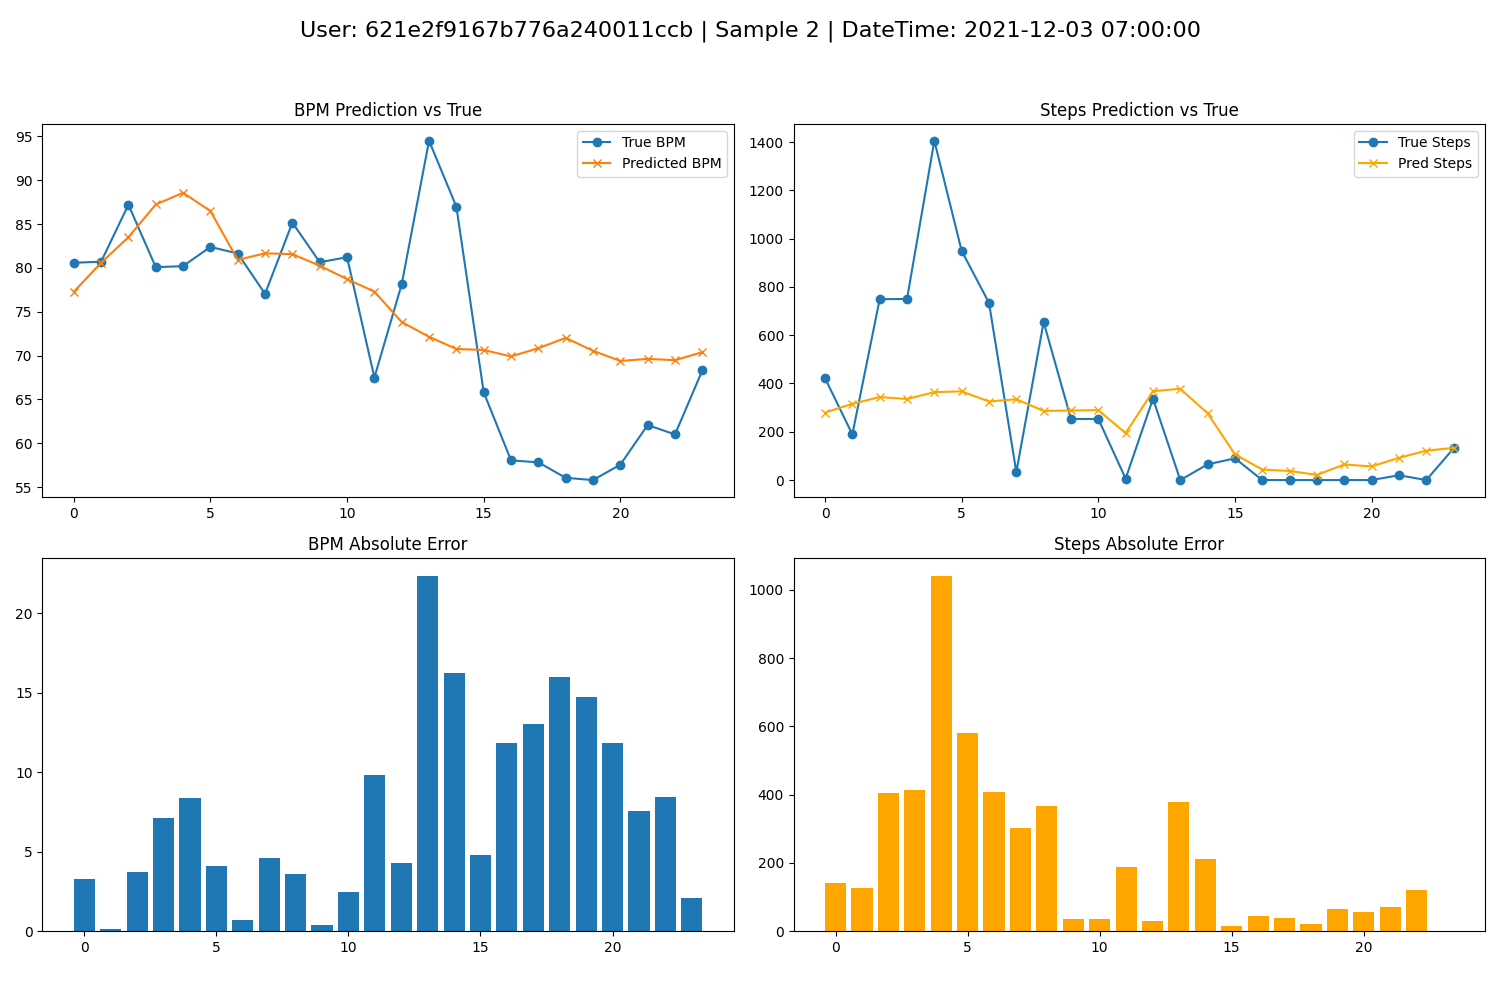 User: 621e2f9167b776a240011ccb | Sample 2 | DateTime: 2021-12-03 07:00:00
BPM Prediction vs True
95
90
85
80
75
70
65
60
55
0 5 10 15 20
True BPM
Predicted BPM
Steps Prediction vs True
1400
1200
1000
800
600
400
200
0
0 5 10 15 20
True Steps
Pred Steps
BPM Absolute Error
20
15
10
5
0
0 5 10 15 20
Steps Absolute Error
1000
800
600
400
200
0
0 5 10 15 20